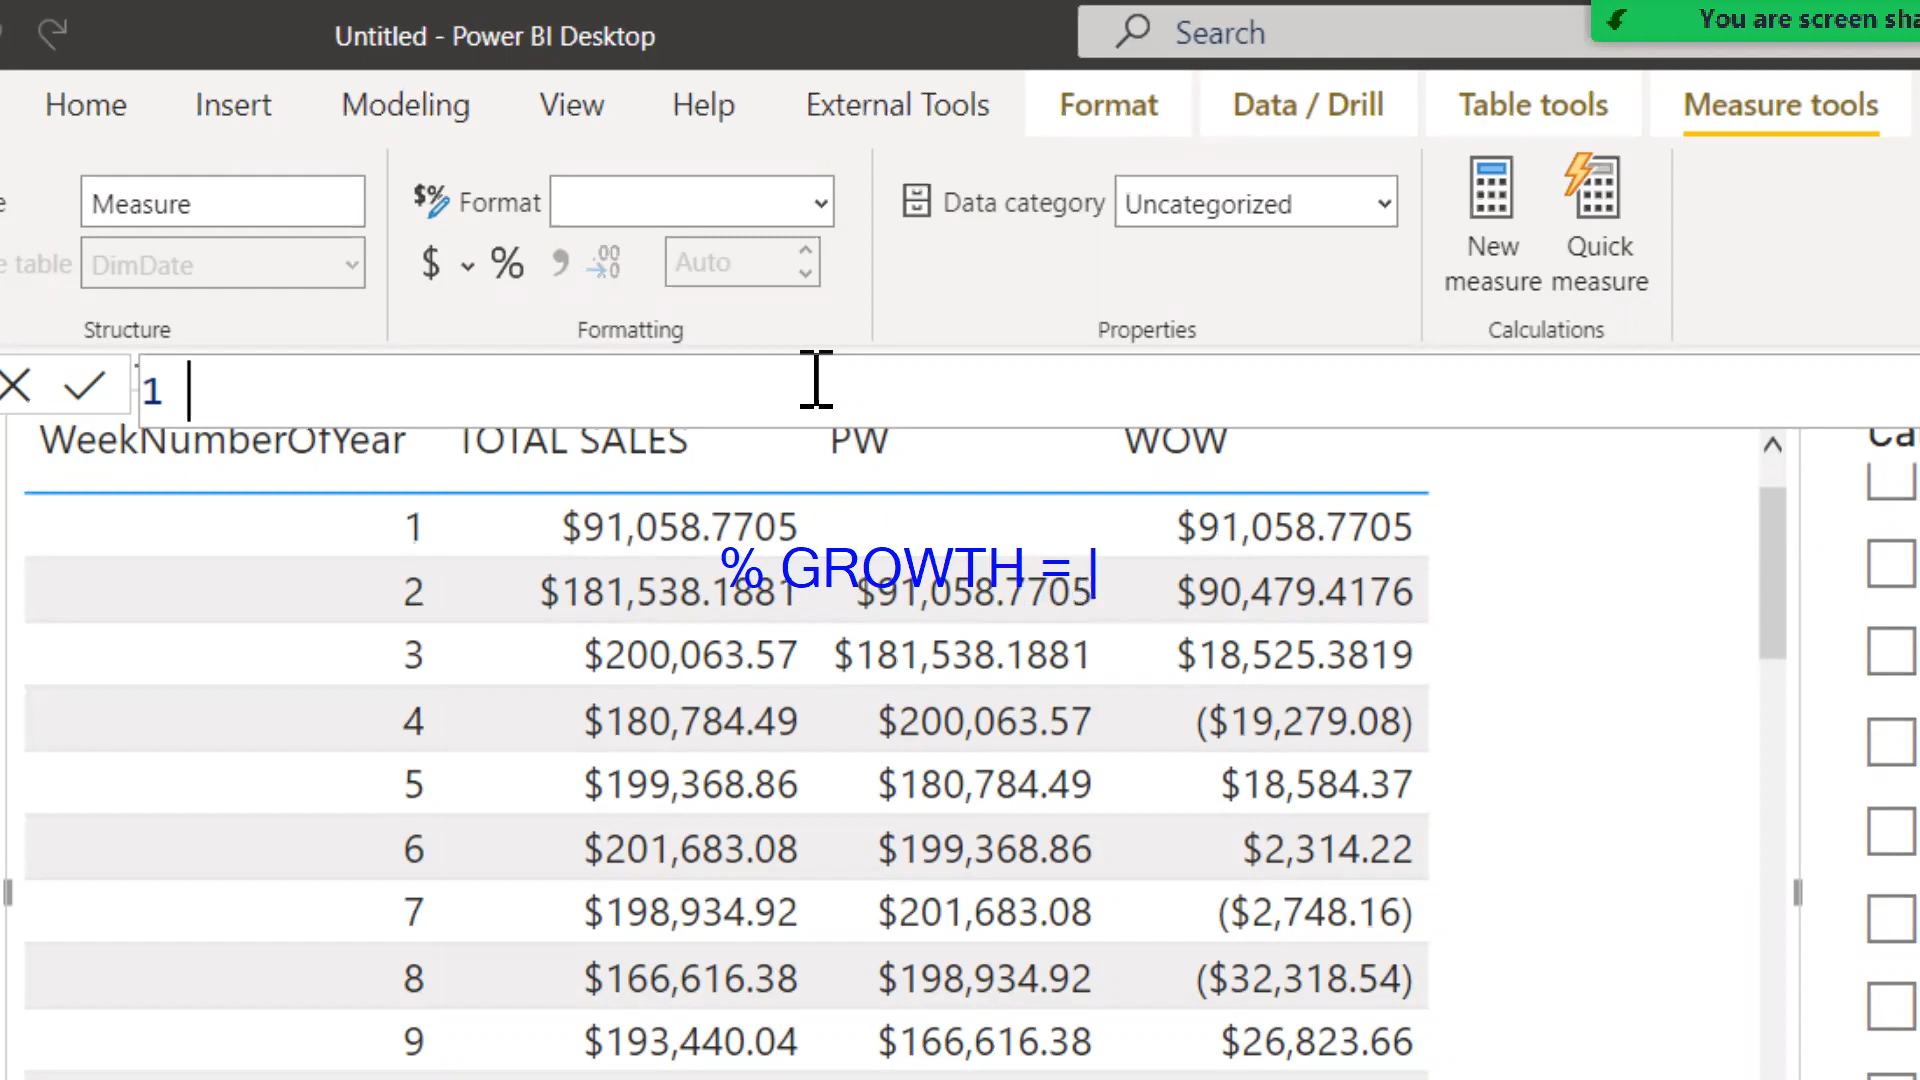 Untitled - Power BI Desktop
Search
You are screen sha
Home Insert Modeling View Help External Tools Format Data / Drill Table tools Measure tools
Measure
$% Format
Data category Uncategorized
e table DimDate
$ % , .00 →0 Auto
New measure
Quick measure
Structure Formatting Properties Calculations
1
WeekNumberOfYear TOTAL SALES PW WOW
1 $91,058.7705 $91,058.7705
% GROWTH = |
2 $181,538.1881 $91,058.7705 $90,479.4176
3 $200,063.57 $181,538.1881 $18,525.3819
4 $180,784.49 $200,063.57 ($19,279.08)
5 $199,368.86 $180,784.49 $18,584.37
6 $201,683.08 $199,368.86 $2,314.22
7 $198,934.92 $201,683.08 ($2,748.16)
8 $166,616.38 $198,934.92 ($32,318.54)
9 $193,440.04 $166,616.38 $26,823.66